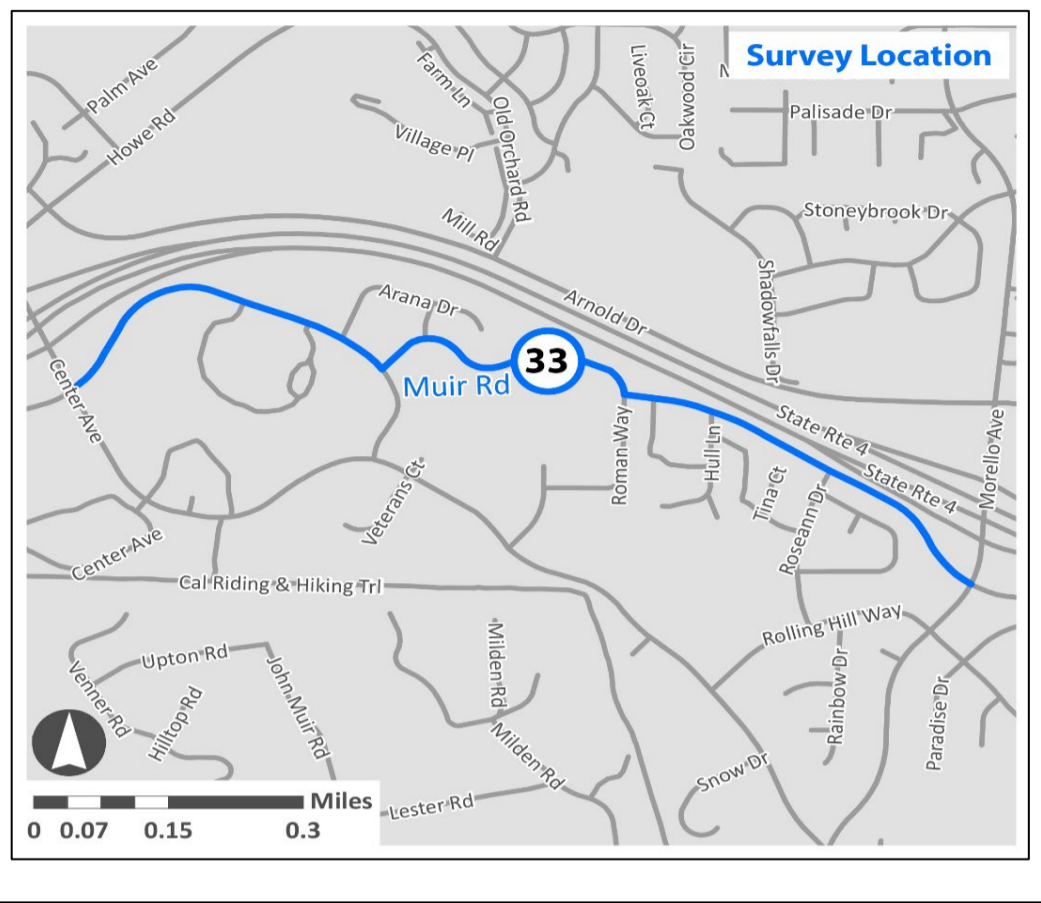 Survey Location
Palm Ave
Howe Rd
Farm Ln
Village Pl
Old Orchard Rd
Mill Rd
Liveoak Ct
Oakwood Cir
Palisade Dr
Stoneybrook Dr
Shadowfalls Dr
Arnold Dr
Arana Dr
33
Muir Rd
Center Ave
State Rte 4
State Rte 4
Morello Ave
Roman Way
Hull Ln
Tina Ct
Roseann Dr
Veterans Ct
Center Ave
Cal Riding & Hiking Trl
Rolling Hill Way
Rainbow Dr
Paradise Dr
Milden Rd
Upton Rd
John Muir Rd
Venner Rd
Hilltop Rd
Milden Rd
Snow Dr
Lester Rd
Miles
0 0.07 0.15 0.3